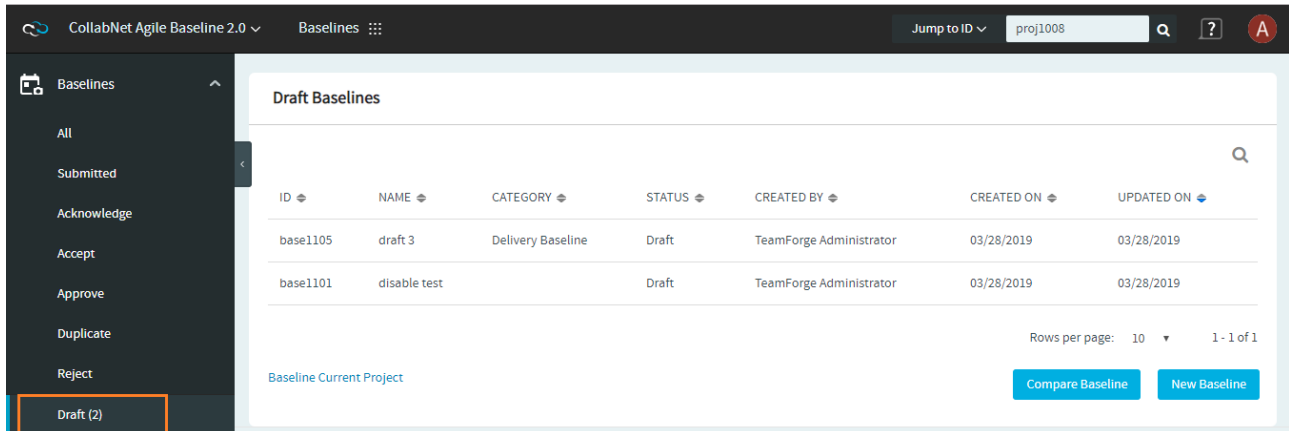 CollabNet Agile Baseline 2.0 Baselines Jump to ID proj1008 ? A
Baselines
All
Submitted
Acknowledge
Accept
Approve
Duplicate
Reject
Draft (2)
Draft Baselines
ID NAME CATEGORY STATUS CREATED BY CREATED ON UPDATED ON
base1105 draft 3 Delivery Baseline Draft TeamForge Administrator 03/28/2019 03/28/2019
base1101 disable test Draft TeamForge Administrator 03/28/2019 03/28/2019
Rows per page: 10 1 - 1 of 1
Baseline Current Project Compare Baseline New Baseline